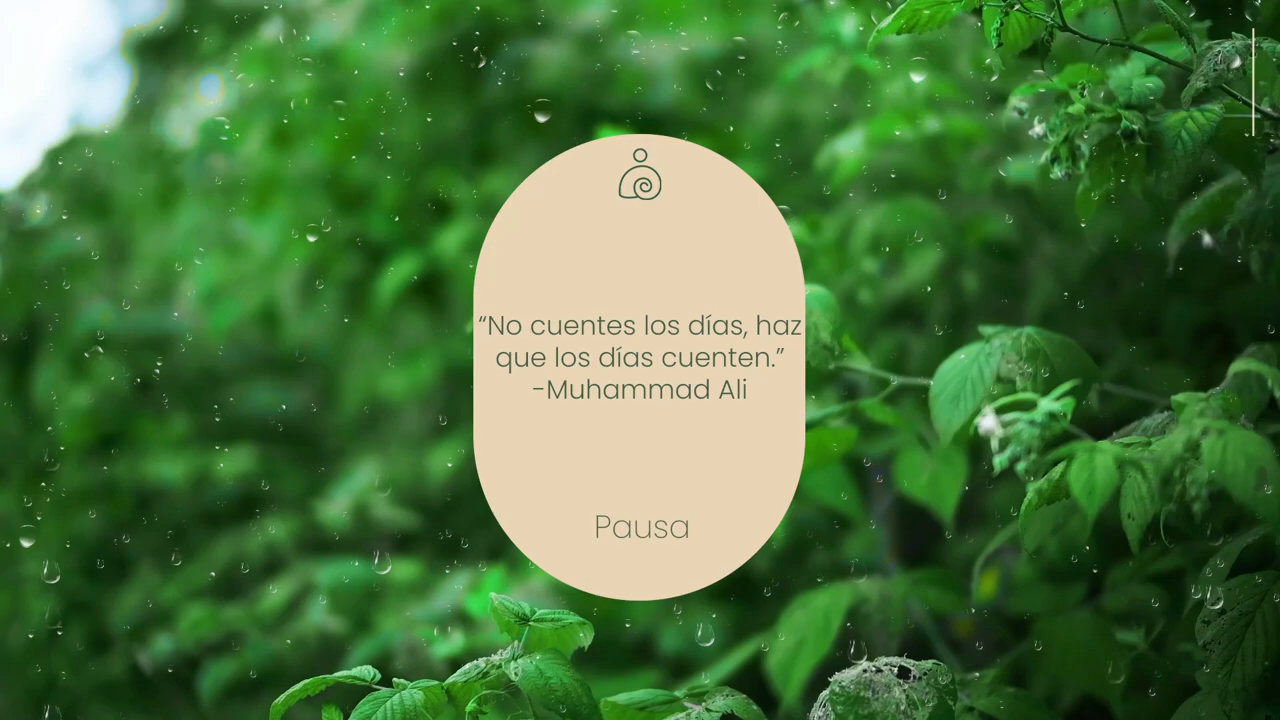 “No cuentes los días, haz
que los días cuenten.”
-Muhammad Ali
Pausa